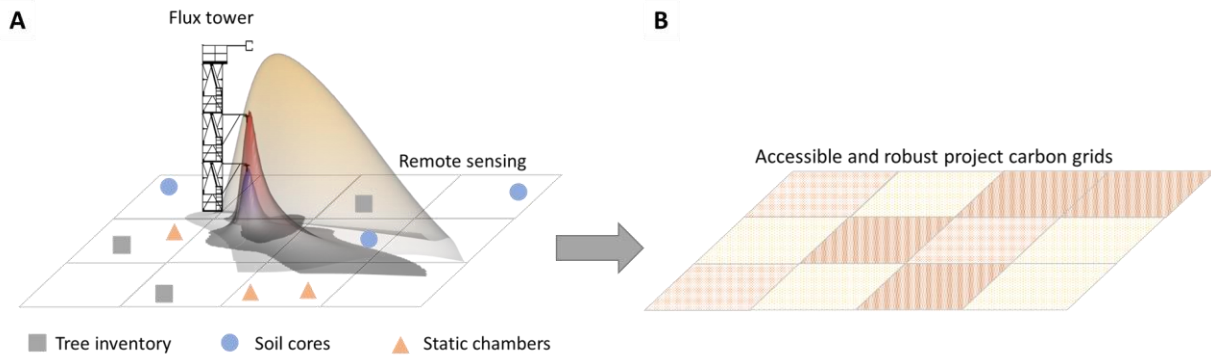 A
Flux tower
Remote sensing
Tree inventory
Soil cores
Static chambers
B
Accessible and robust project carbon grids